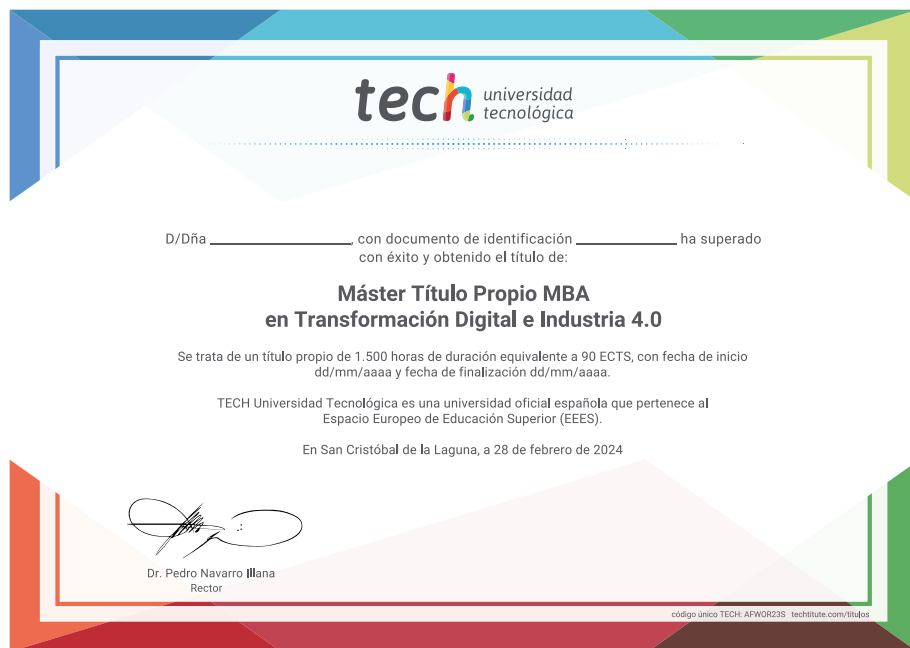 tech universidad
tecnológica
D/Dña ____________________, con documento de identificación ______________ ha superado
con éxito y obtenido el título de:
Máster Título Propio MBA
en Transformación Digital e Industria 4.0
Se trata de un título propio de 1.500 horas de duración equivalente a 90 ECTS, con fecha de inicio
dd/mm/aaaa y fecha de finalización dd/mm/aaaa.
TECH Universidad Tecnológica es una universidad oficial española que pertenece al
Espacio Europeo de Educación Superior (EEES).
En San Cristóbal de la Laguna, a 28 de febrero de 2024
Dr. Pedro Navarro Illana
Rector
código único TECH: AFWOR23S techtitute.com/titulos